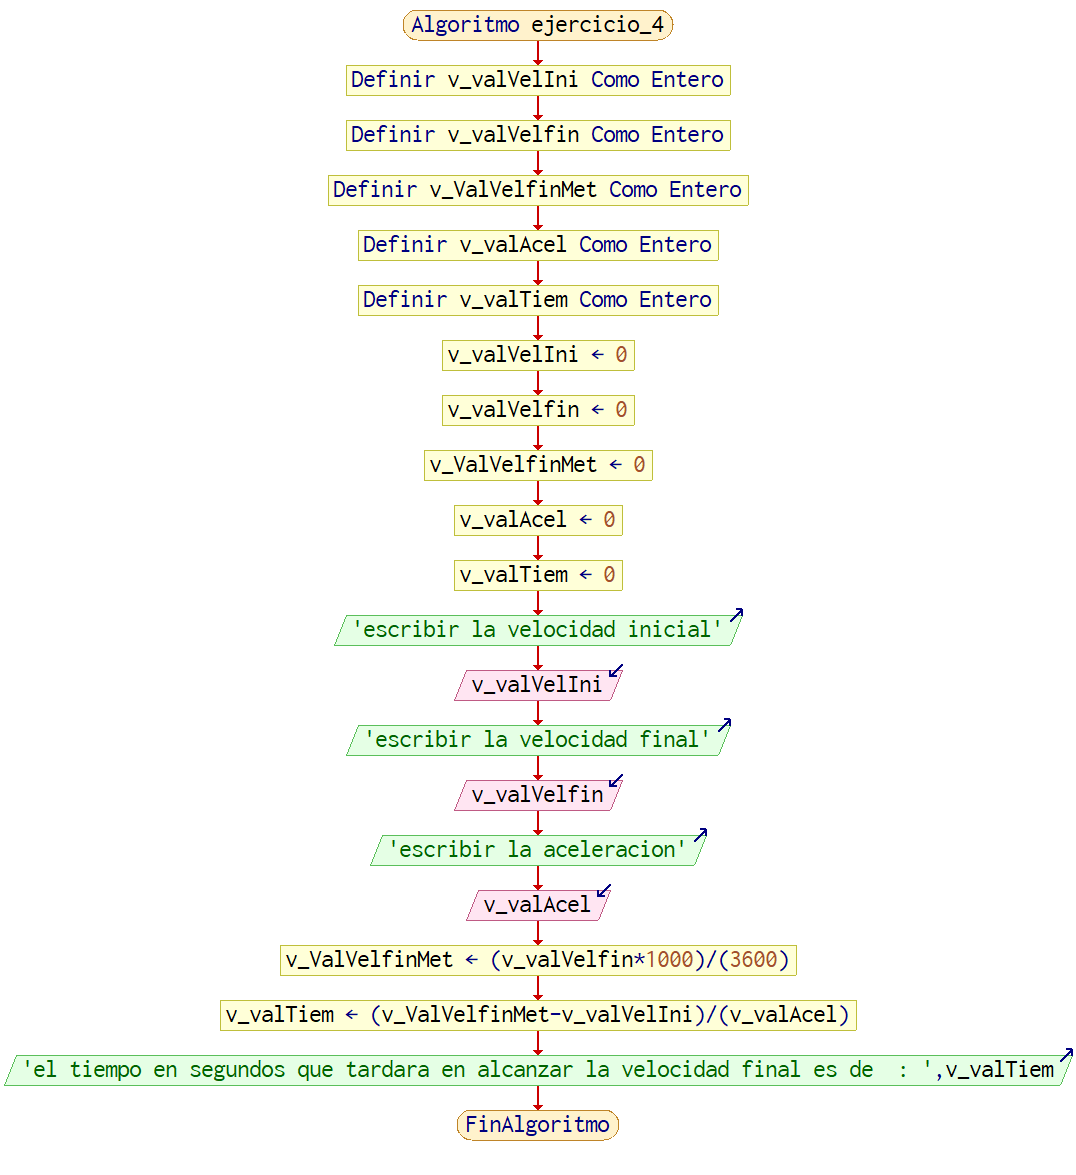 Algoritmo ejercicio_4
Definir v_valVelIni Como Entero
Definir v_valVelfin Como Entero
Definir v_ValVelfinMet Como Entero
Definir v_valAcel Como Entero
Definir v_valTiem Como Entero
v_valVelIni ← 0
v_valVelfin ← 0
v_ValVelfinMet ← 0
v_valAcel ← 0
v_valTiem ← 0
'escribir la velocidad inicial'
v_valVelIni
'escribir la velocidad final'
v_valVelfin
'escribir la aceleracion'
v_valAcel
v_ValVelfinMet ← (v_valVelfin*1000)/(3600)
v_valTiem ← (v_ValVelfinMet-v_valVelIni)/(v_valAcel)
'el tiempo en segundos que tardara en alcanzar la velocidad final es de  : ',v_valTiem
FinAlgoritmo